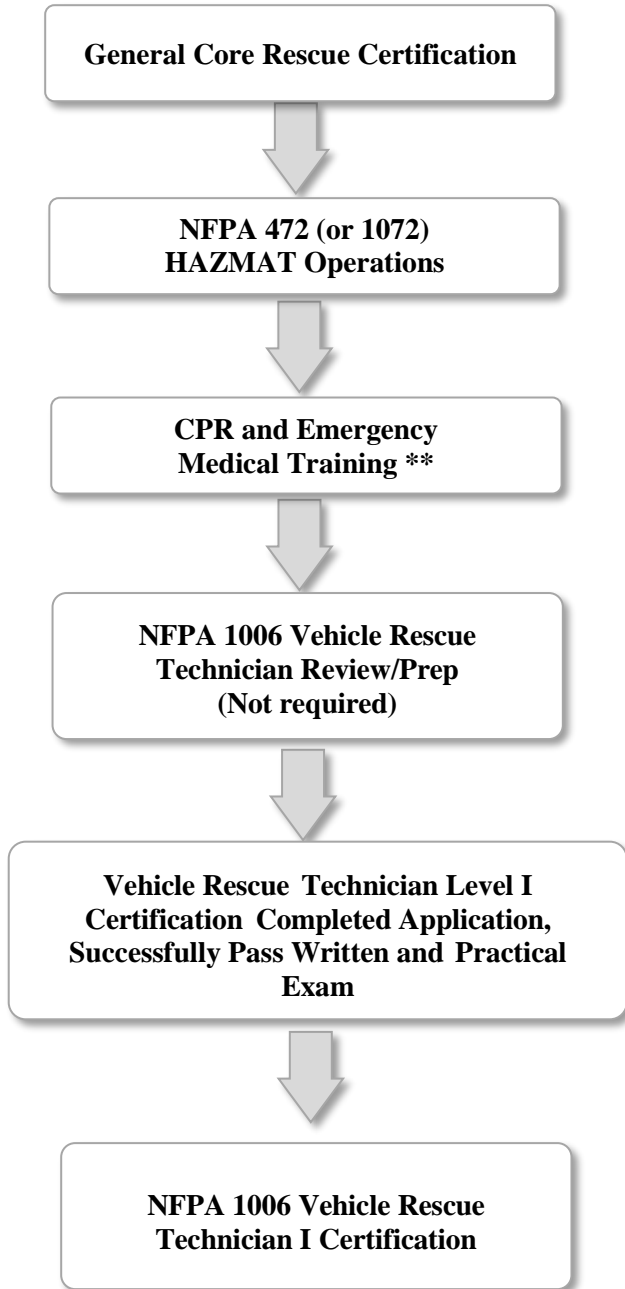 General Core Rescue Certification
NFPA 472 (or 1072)
HAZMAT Operations
CPR and Emergency
Medical Training **
NFPA 1006 Vehicle Rescue
Technician Review/Prep
(Not required)
Vehicle Rescue Technician Level I
Certification Completed Application,
Successfully Pass Written and Practical
Exam
NFPA 1006 Vehicle Rescue
Technician I Certification